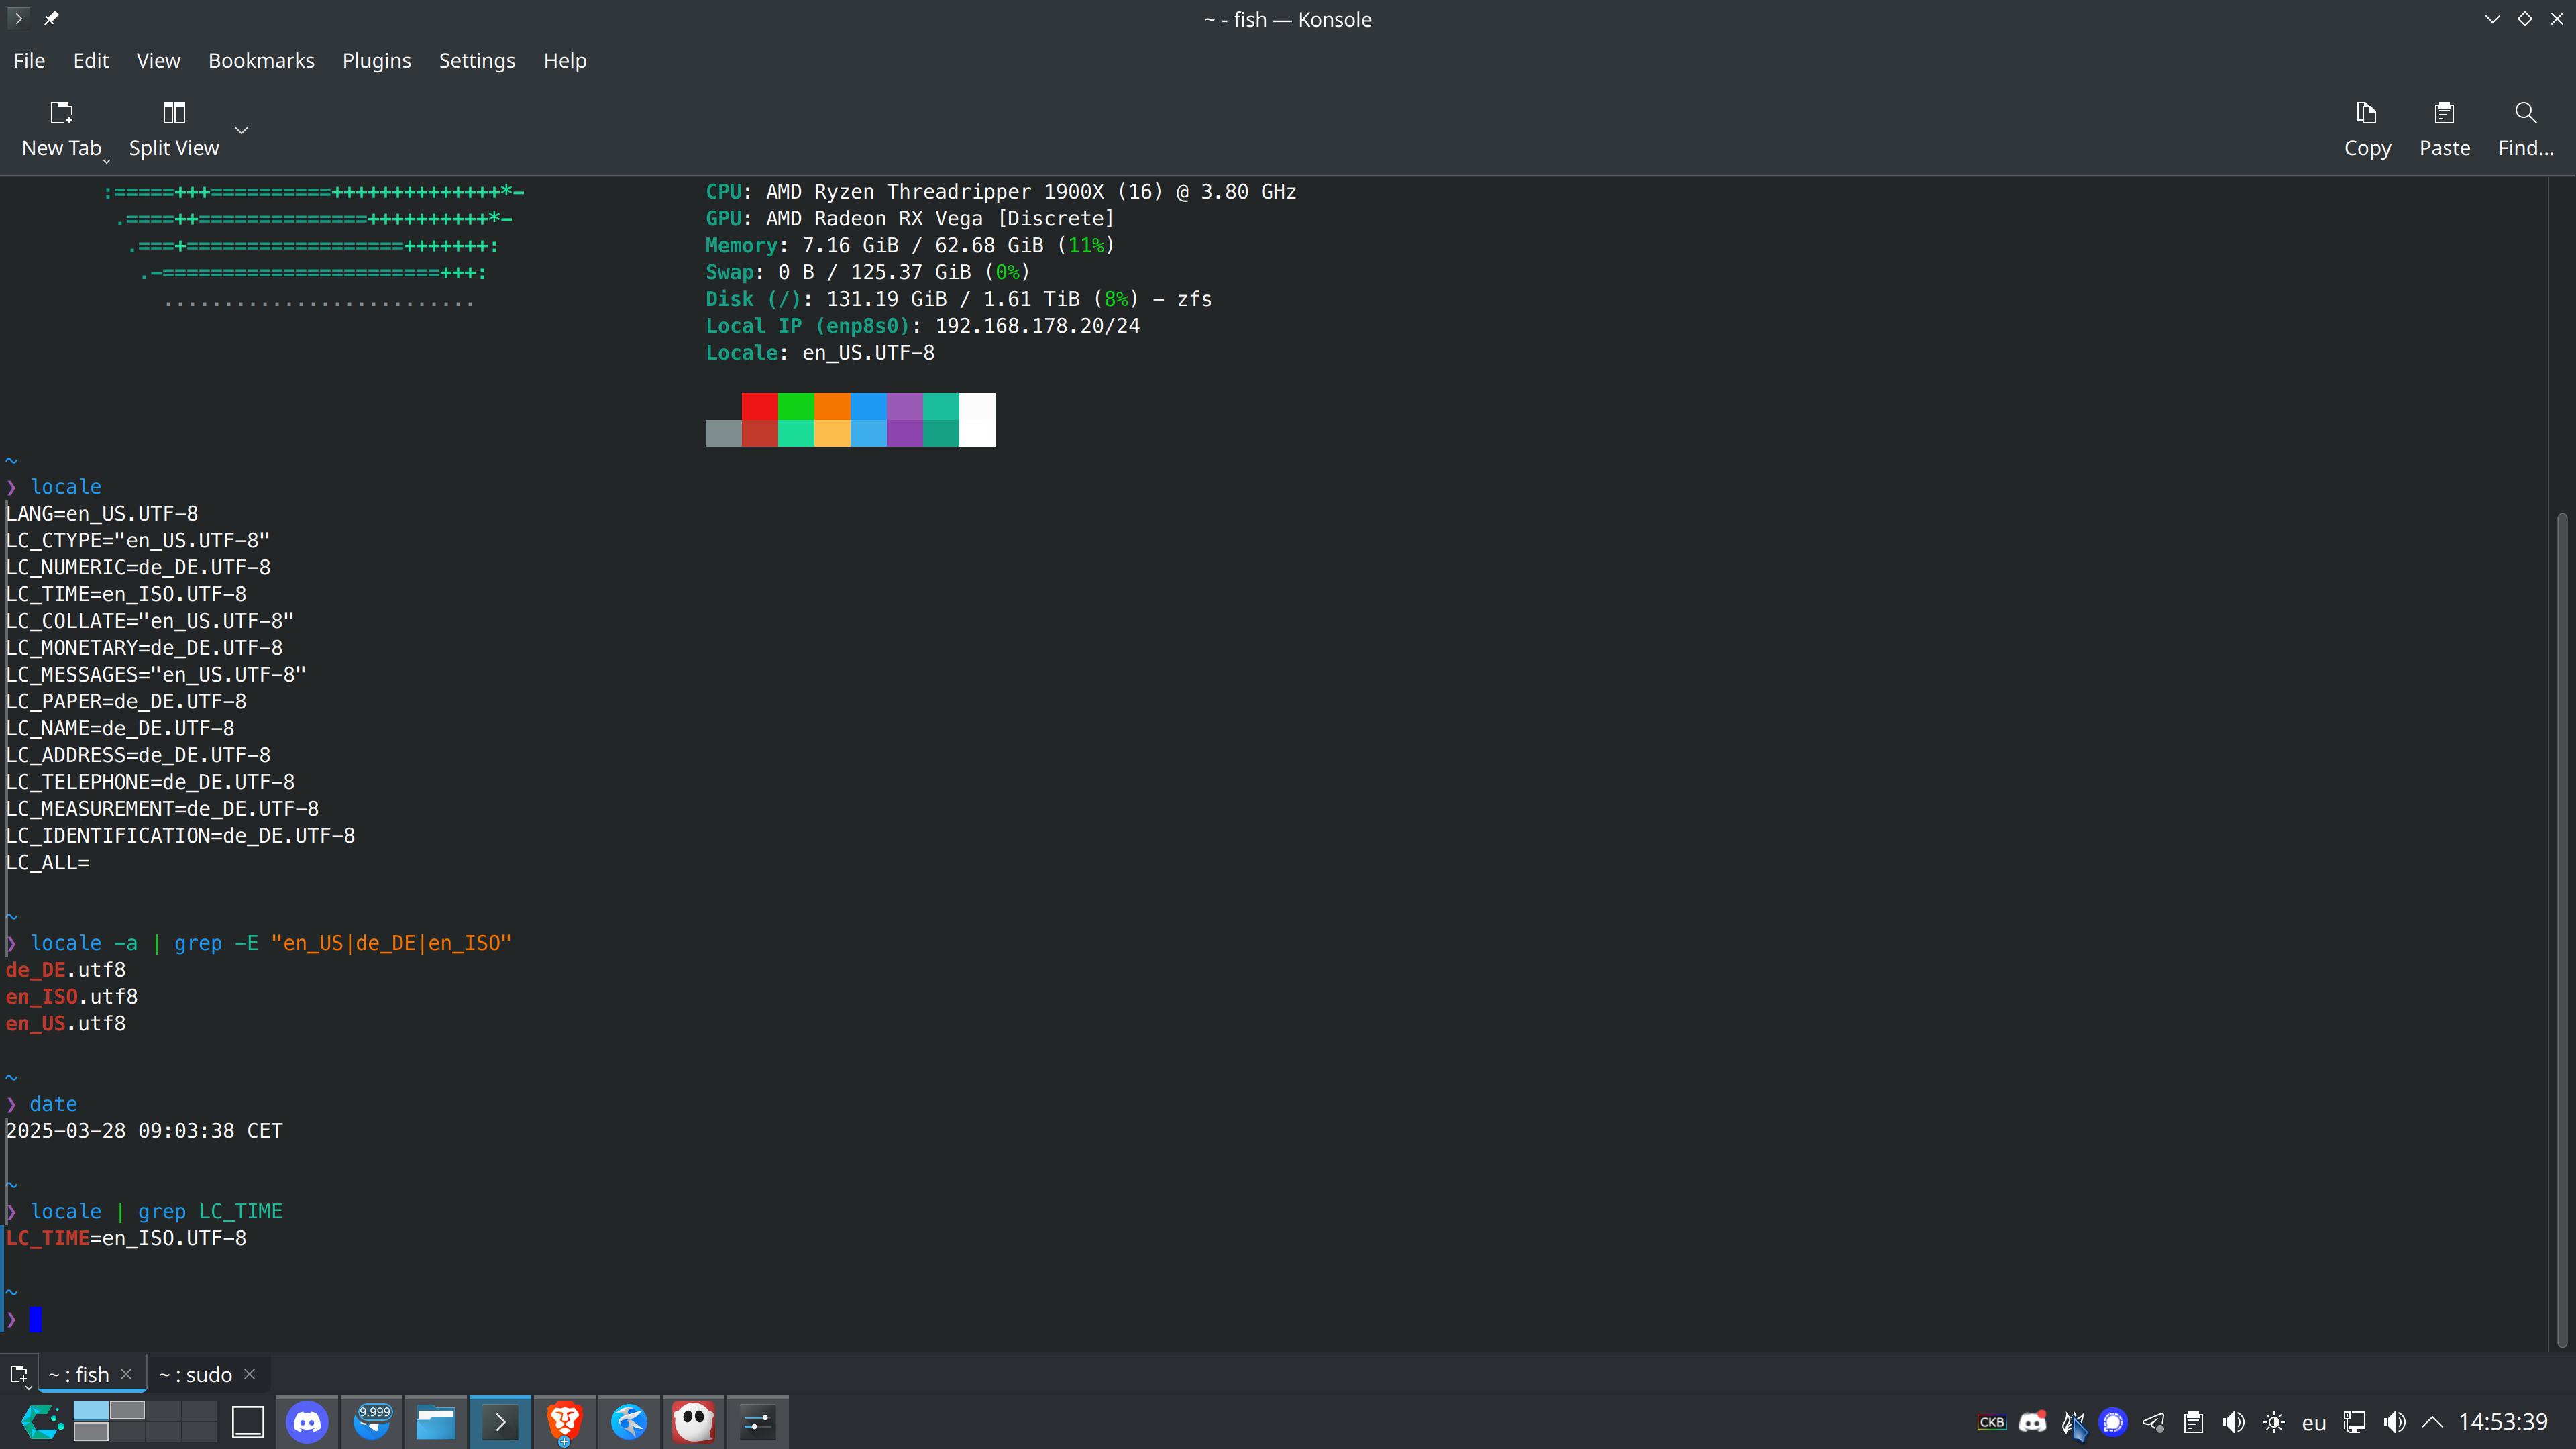 ~ - fish — Konsole
File Edit View Bookmarks Plugins Settings Help
New Tab Split View Copy Paste Find...
:=====+++==========++++++++++++++*− CPU: AMD Ryzen Threadripper 1900X (16) @ 3.80 GHz
.====++==============++++++++++*− GPU: AMD Radeon RX Vega [Discrete]
.===+==================+++++++: Memory: 7.16 GiB / 62.68 GiB (11%)
.−=======================+++: Swap: 0 B / 125.37 GiB (0%)
.......................... Disk (/): 131.19 GiB / 1.61 TiB (8%) − zfs
Local IP (enp8s0): 192.168.178.20/24
Locale: en_US.UTF−8
~
❯ locale
LANG=en_US.UTF−8
LC_CTYPE="en_US.UTF−8"
LC_NUMERIC=de_DE.UTF−8
LC_TIME=en_ISO.UTF−8
LC_COLLATE="en_US.UTF−8"
LC_MONETARY=de_DE.UTF−8
LC_MESSAGES="en_US.UTF−8"
LC_PAPER=de_DE.UTF−8
LC_NAME=de_DE.UTF−8
LC_ADDRESS=de_DE.UTF−8
LC_TELEPHONE=de_DE.UTF−8
LC_MEASUREMENT=de_DE.UTF−8
LC_IDENTIFICATION=de_DE.UTF−8
LC_ALL=
~
❯ locale −a | grep −E "en_US|de_DE|en_ISO"
de_DE.utf8
en_ISO.utf8
en_US.utf8
~
❯ date
2025−03−28 09:03:38 CET
~
❯ locale | grep LC_TIME
LC_TIME=en_ISO.UTF−8
~
❯
~ : fish ~ : sudo
9.999 CKB eu 14:53:39